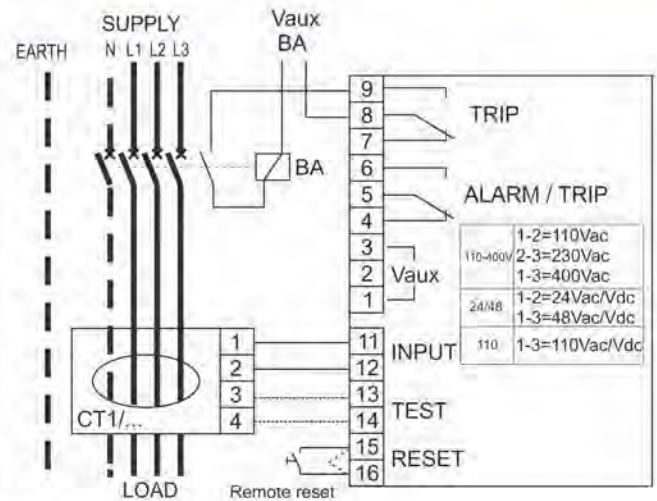 SUPPLY
Vaux
BA
EARTH
N L1 L2 L3
9
8
7
6
5
4
3
2
1
TRIP
BA
ALARM / TRIP
Vaux
110-400V
1-2=110Vac
2-3=230Vac
1-3=400Vac
24/48
1-2=24Vac/Vdc
1-3=48Vac/Vdc
110
1-3=110Vac/Vdc
1
2
3
4
CT1/...
11
12
13
14
15
16
INPUT
TEST
RESET
LOAD
Remote reset